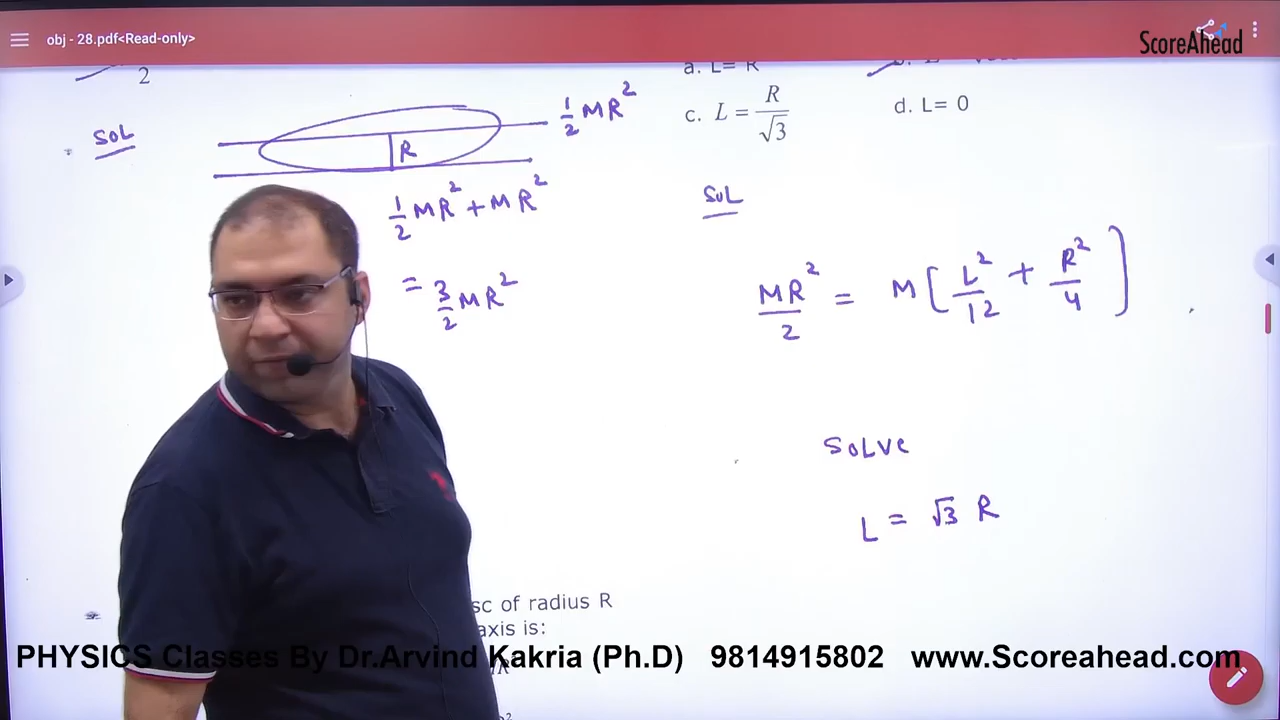 obj - 28.pdf<Read-only>
ScoreAhead
2
SOL
1/2 MR²
R
1/2 MR² + MR²
= 3/2 MR²
a. L= R
c. L = R/√3
d. L= 0
SOL
MR²/2 = M[L²/12 + R²/4]
SOLVE
L = √3 R
sc of radius R
axis is:
PHYSICS Classes By Dr.Arvind Kakria (Ph.D) 9814915802 www.Scoreahead.com